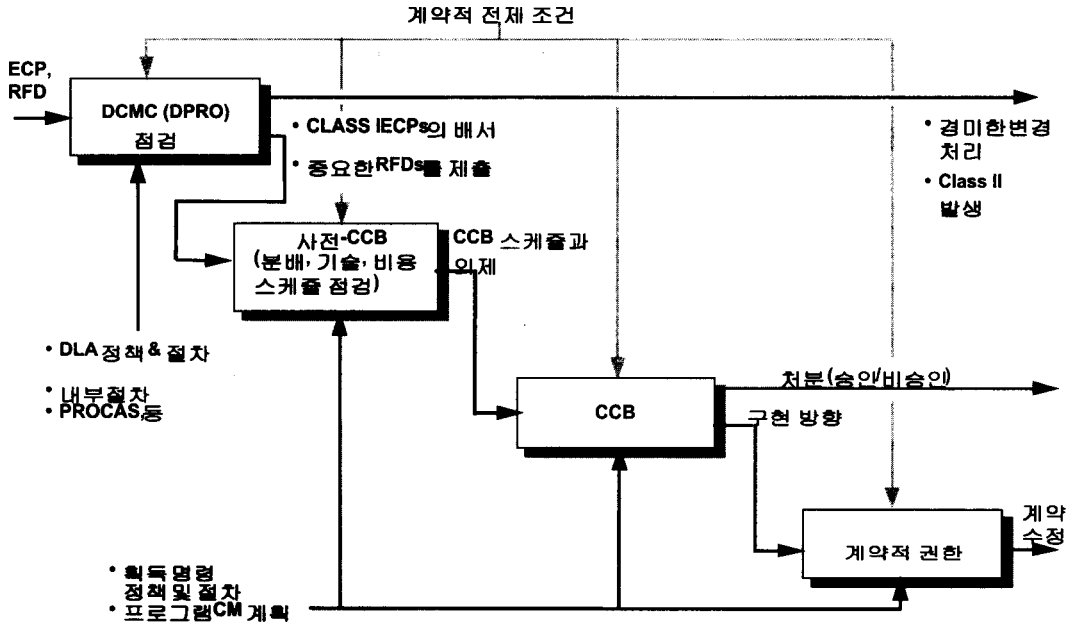 계약적 전제 조건
ECP,
RFD
DCMC (DPRO)
점검
• CLASS IECPs의 배서
• 중요한RFDs를 제출
• 경미한변경
처리
• Class II
발생
사전-CCB
(분배, 기술, 비용
스케쥴 점검)
CCB 스케쥴과
의제
• DLA 정책 & 절차
• 내부절차
• PROCAS,등
CCB
처분(승인/비승인)
구현 방향
계약적 권한
계약
수정
• 획득 명령
정책및 절차
• 프로그램CM 계획